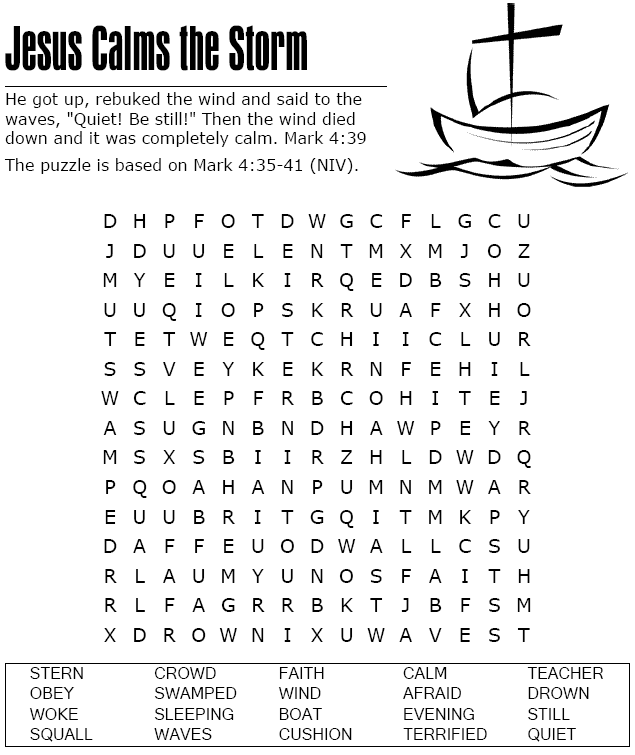 Jesus Calms the Storm
He got up, rebuked the wind and said to the
waves, "Quiet! Be still!" Then the wind died
down and it was completely calm. Mark 4:39
The puzzle is based on Mark 4:35-41 (NIV).
D H P F O T D W G C F L G C U
J D U U E L E N T M X M J O Z
M Y E I L K I R Q E D B S H U
U U Q I O P S K R U A F X H O
T E T W E Q T C H I I C L U R
S S V E Y K E K R N F E H I L
W C L E P F R B C O H I T E J
A S U G N B N D H A W P E Y R
M S X S B I I R Z H L D W D Q
P Q O A H A N P U M N M W A R
E U U B R I T G Q I T M K P Y
D A F F E U O D W A L L C S U
R L A U M Y U N O S F A I T H
R L F A G R R B K T J B F S M
X D R O W N I X U W A V E S T
STERN CROWD FAITH CALM TEACHER
OBEY SWAMPED WIND AFRAID DROWN
WOKE SLEEPING BOAT EVENING STILL
SQUALL WAVES CUSHION TERRIFIED QUIET